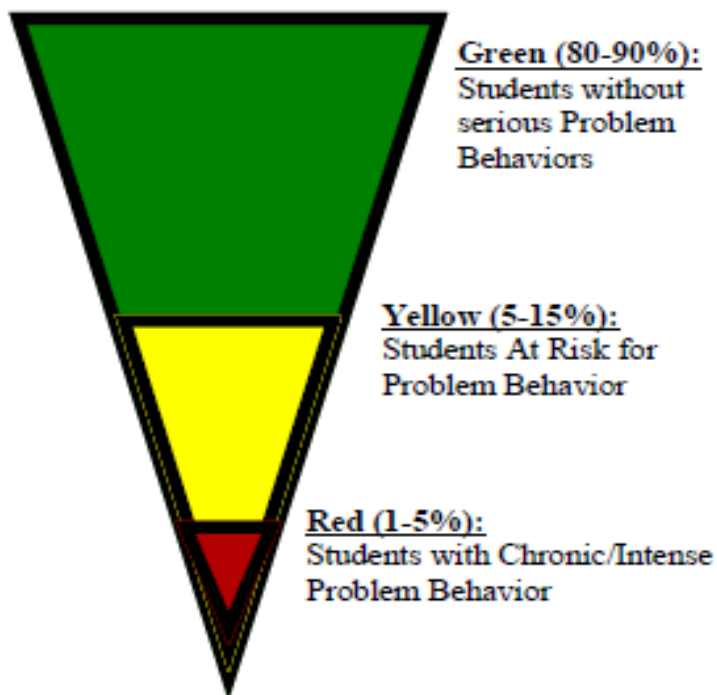 Green (80-90%):
Students without
serious Problem
Behaviors
Yellow (5-15%):
Students At Risk for
Problem Behavior
Red (1-5%):
Students with Chronic/Intense
Problem Behavior